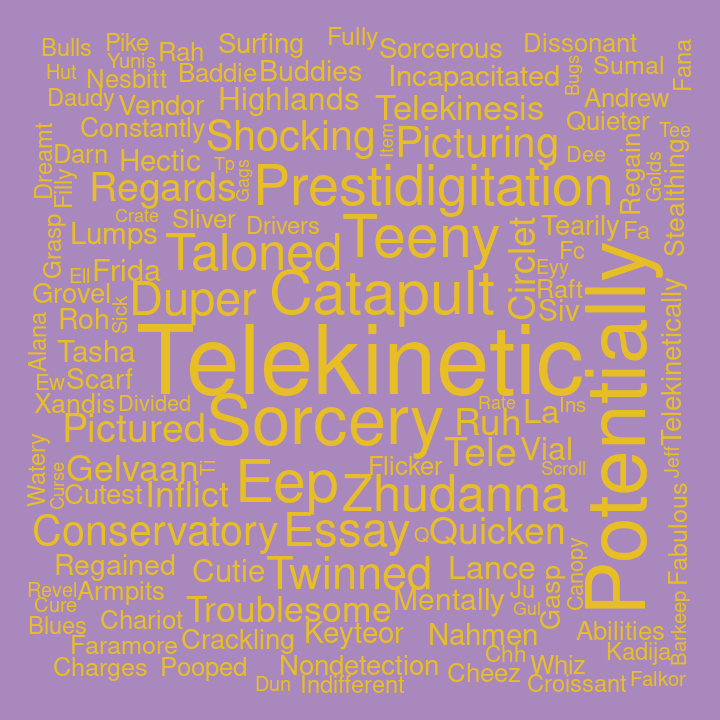 Bulls
Pike
Yunis
Rah
Surfing
Fully
Sorcerous
Dissonant
Hut
Nesbitt
Baddie
Buddies
Incapacitated
Bugs
Sumal
Fana
Daudy
Vendor
Highlands
Telekinesis
Andrew
Constantly
Shocking
Item
Picturing
Quieter
Tee
Dreamt
Darn
Hectic
Tp
Gags
Dee
Regain
Golds
Filly
Regards
Prestidigitation
Stealthing
Crate
Sliver
Drivers
Teeny
Circlet
Tearily
Fa
Grasp
Lumps
Taloned
Fc
Ell
Frida
Eyy
Grovel
Duper
Catapult
Raft
Siv
Potentially
Roh
Sick
Alana
Tasha
Telekinetic
Telekinetically
Ew
Scarf
Xandis
Divided
Sorcery
Rate
Ins
Pictured
Ruh
La
Tele
Vial
Jeff
Watery
Gelvaan
Flicker
Scroll
Curse
Cutest
Inflict
Eep
Zhudanna
Conservatory
Essay
Q
Quicken
Fabulous
Regained
Cutie
Twinned
Lance
Gasp
Canopy
Revel
Armpits
Mentally
Ju
Cure
Troublesome
Gul
Blues
Chariot
Keyteor
Nahmen
Abilities
Barkeep
Faramore
Crackling
Chh
Kadija
Charges
Pooped
Nondetection
Cheez
Whiz
Dun
Indifferent
Croissant
Falkor